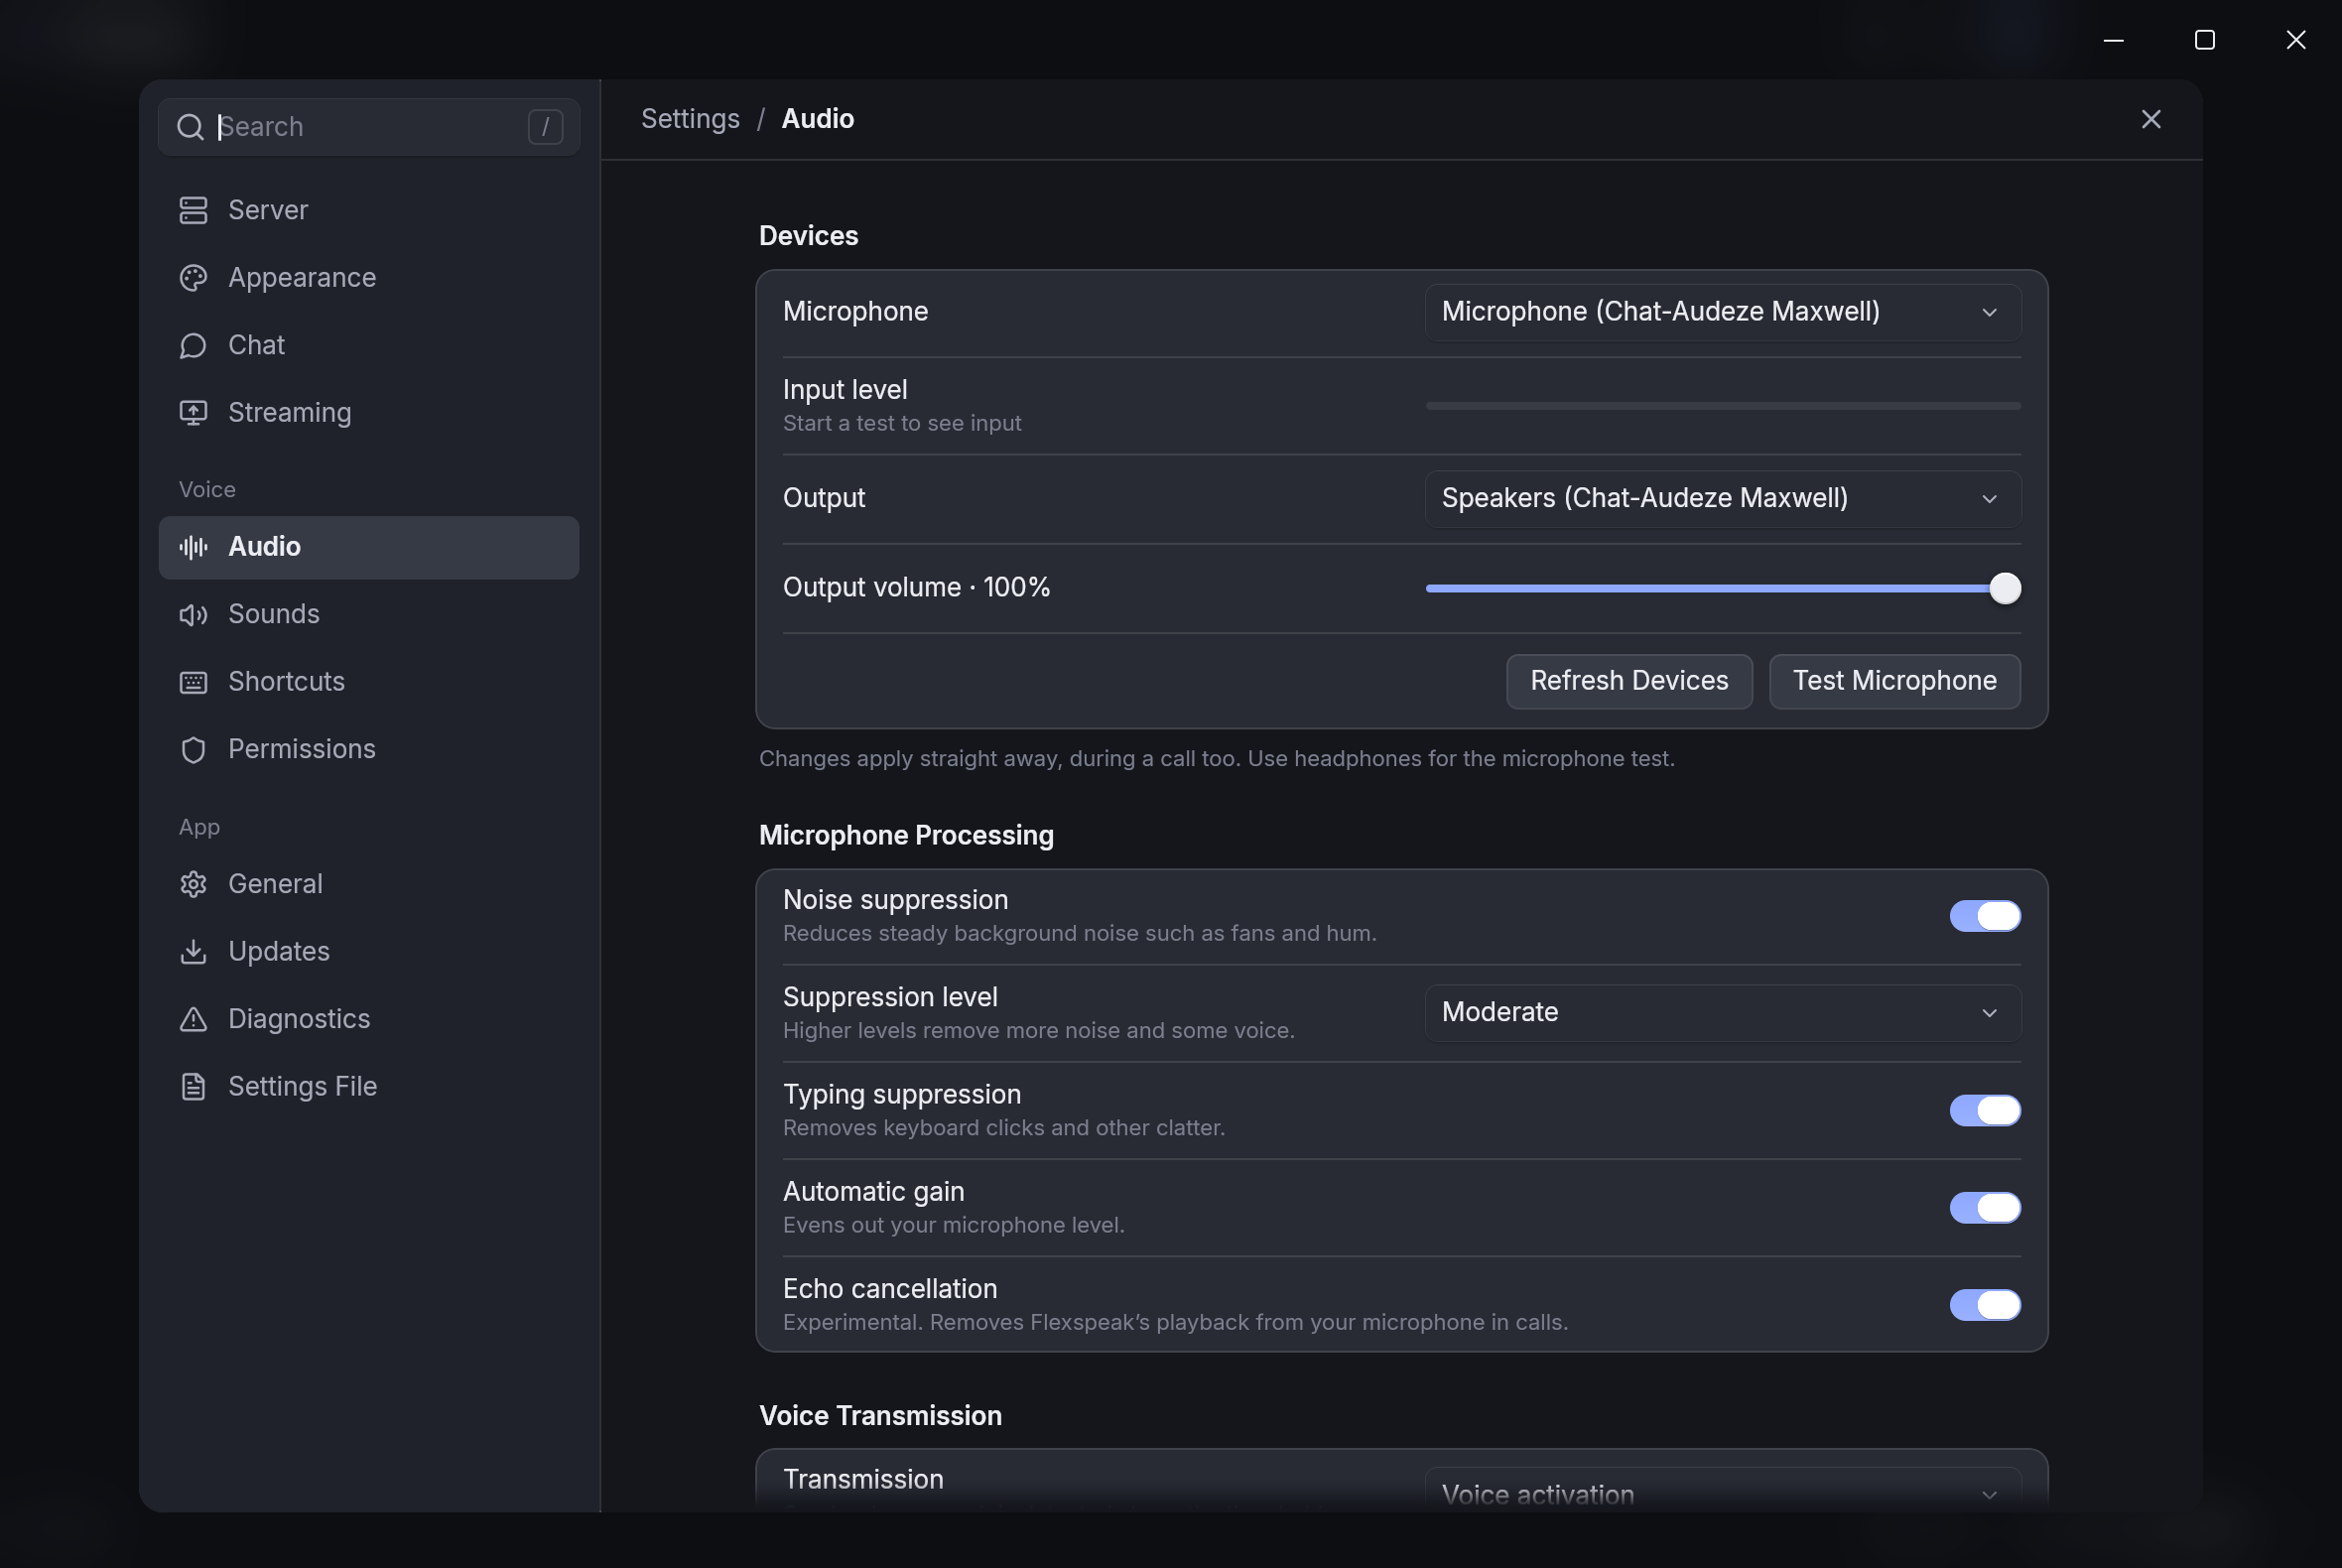 Search /
Server
Appearance
Chat
Streaming
Voice
Audio
Sounds
Shortcuts
Permissions
App
General
Updates
Diagnostics
Settings File
Settings / Audio
Devices
Microphone Microphone (Chat-Audeze Maxwell)
Input level
Start a test to see input
Output Speakers (Chat-Audeze Maxwell)
Output volume · 100%
Refresh Devices Test Microphone
Changes apply straight away, during a call too. Use headphones for the microphone test.
Microphone Processing
Noise suppression
Reduces steady background noise such as fans and hum.
Suppression level Moderate
Higher levels remove more noise and some voice.
Typing suppression
Removes keyboard clicks and other clatter.
Automatic gain
Evens out your microphone level.
Echo cancellation
Experimental. Removes Flexspeak’s playback from your microphone in calls.
Voice Transmission
Transmission Voice activation